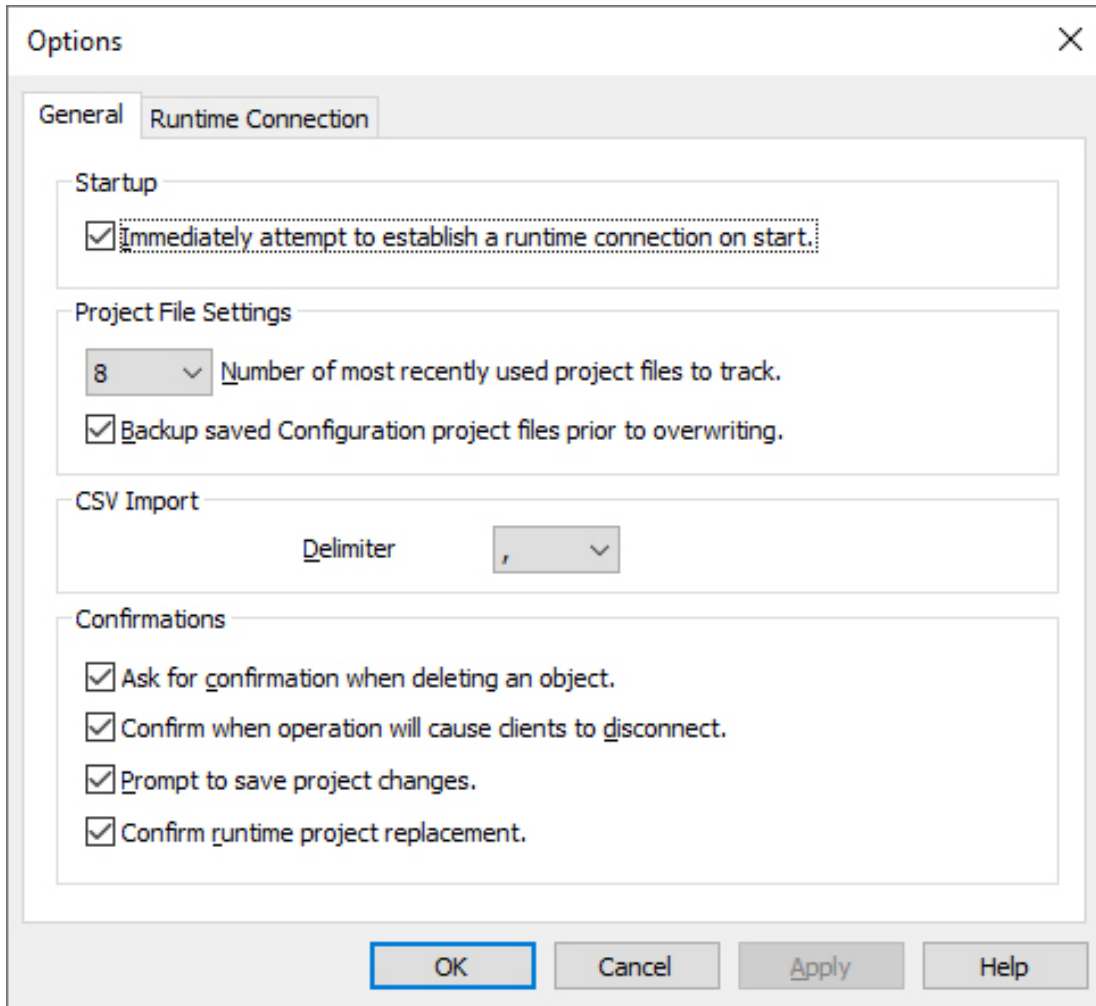 Options
General
Runtime Connection
Startup
Immediately attempt to establish a runtime connection on start.
Project File Settings
8 Number of most recently used project files to track.
Backup saved Configuration project files prior to overwriting.
CSV Import
Delimiter ,
Confirmations
Ask for confirmation when deleting an object.
Confirm when operation will cause clients to disconnect.
Prompt to save project changes.
Confirm runtime project replacement.
OK Cancel Apply Help